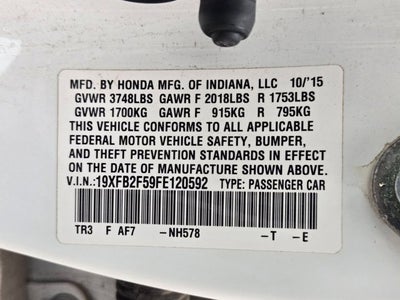 MFD. BY HONDA MFG. OF INDIANA, LLC 10/'15
GVWR 3748LBS GAWR F 2018LBS R 1753LBS
GVWR 1700KG GAWR F 915KG R 795KG
THIS VEHICLE CONFORMS TO ALL APPLICABLE
FEDERAL MOTOR VEHICLE SAFETY, BUMPER,
AND THEFT PREVENTION STANDARDS IN EFFECT
ON THE DATE OF MANUFACTURE SHOWN ABOVE.
V.I.N.: 19XFB2F59FE120592 TYPE: PASSENGER CAR
TR3 F AF7 -NH578 -T -E